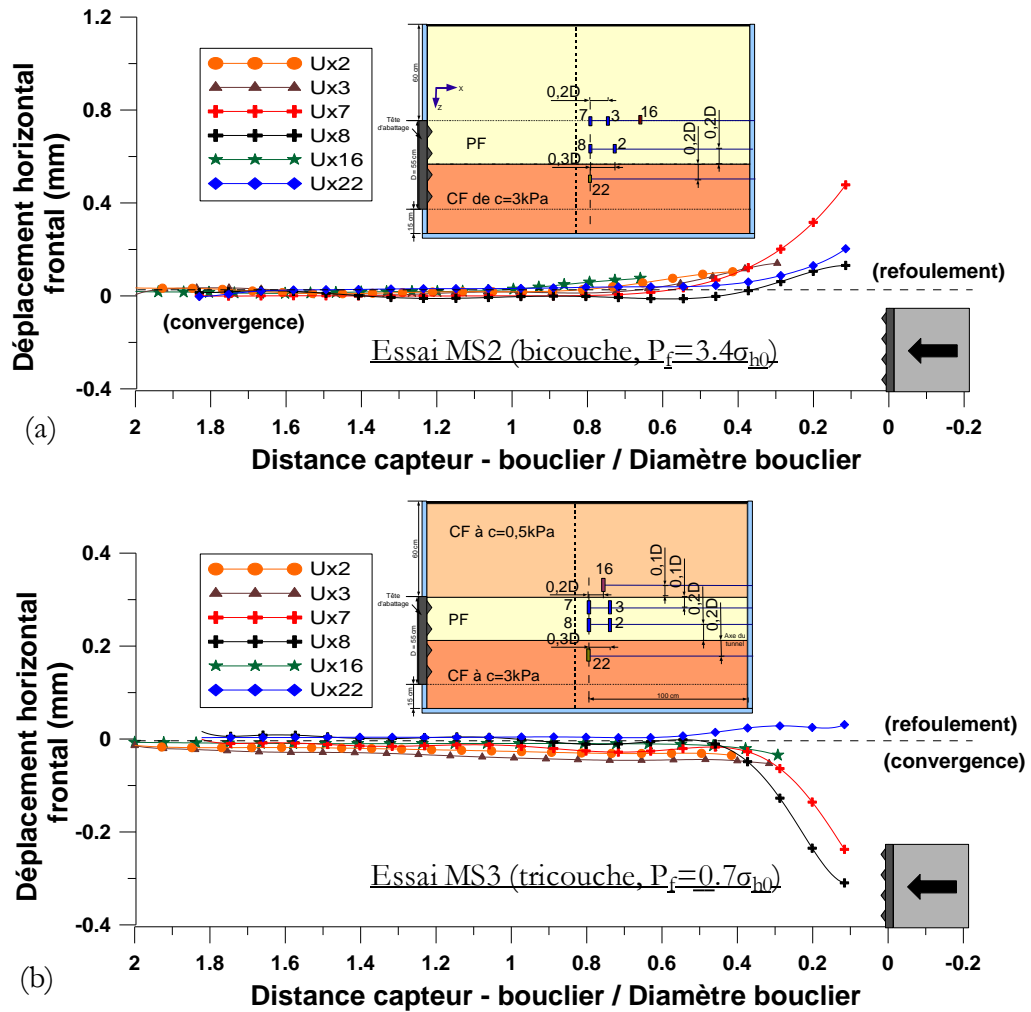 1.2
0.8
0.4
0
-0.4
Déplacement horizontal
frontal (mm)
Ux2
Ux3
Ux7
Ux8
Ux16
Ux22
60 cm
x
z
Tête
d'abattage
D = 55 cm
15 cm
PF
CF de c=3kPa
0,2D
7
3
16
0,2D
0,2D
8
2
0,3D
22
(refoulement)
(convergence)
Essai MS2 (bicouche, Pf=3.4σh0)
(a)
2
1.8
1.6
1.4
1.2
1
0.8
0.6
0.4
0.2
0
-0.2
Distance capteur - bouclier / Diamètre bouclier
0.4
0.2
0
-0.2
-0.4
Déplacement horizontal
frontal (mm)
Ux2
Ux3
Ux7
Ux8
Ux16
Ux22
60 cm
CF à c=0,5kPa
Tête
d'abattage
D = 55 cm
15 cm
PF
CF à c=3kPa
16
0,1D
0,1D
0,2D
0,2D
0,2D
7
3
8
2
0,3D
22
Axe du
tunnel
100 cm
(refoulement)
(convergence)
Essai MS3 (tricouche, Pf=0.7σh0)
(b)
2
1.8
1.6
1.4
1.2
1
0.8
0.6
0.4
0.2
0
-0.2
Distance capteur - bouclier / Diamètre bouclier